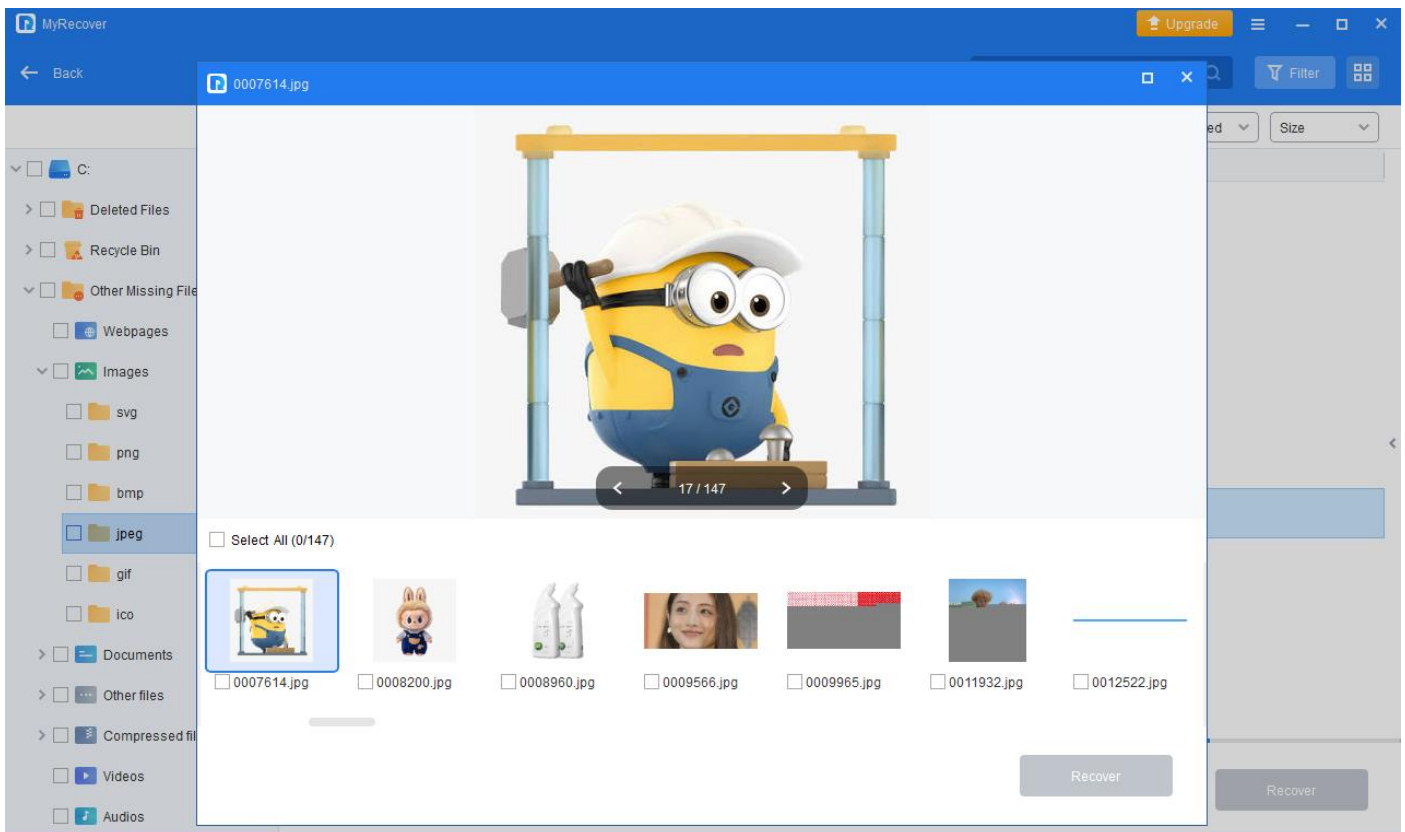 MyRecover
Upgrade
Back
Filter
0007614.jpg
ed
Size
C:
Deleted Files
Recycle Bin
Other Missing File
Webpages
Images
svg
png
bmp
jpeg
gif
ico
Documents
Other files
Compressed fil
Videos
Audios
17 / 147
Select All (0/147)
0007614.jpg
0008200.jpg
0008960.jpg
0009566.jpg
0009965.jpg
0011932.jpg
0012522.jpg
Recover
Recover